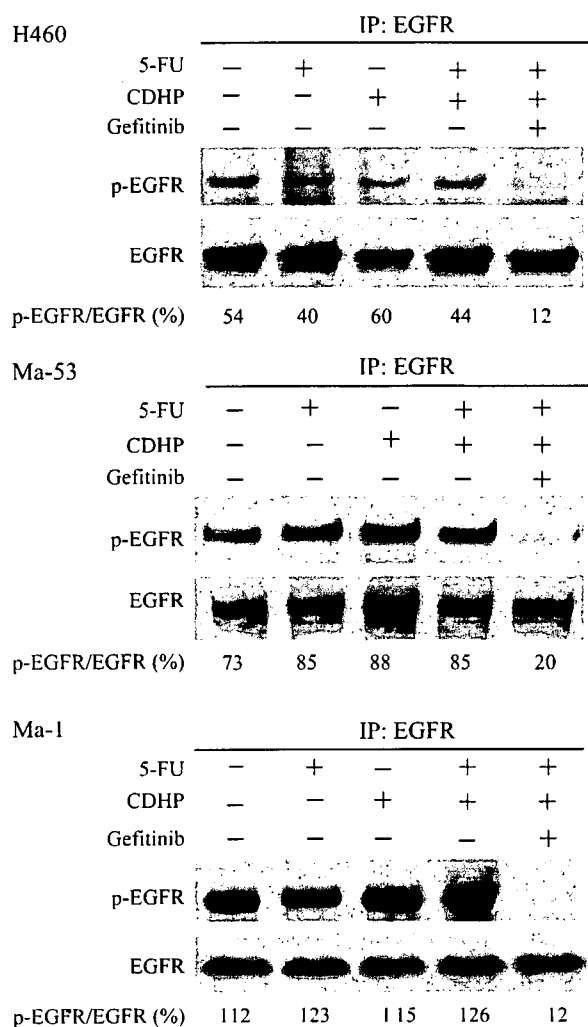 H460
IP: EGFR
5-FU − + − + +
CDHP − − + + +
Gefitinib − − − − +
p-EGFR
EGFR
p-EGFR/EGFR (%) 54 40 60 44 12
Ma-53
IP: EGFR
5-FU − + − + +
CDHP − − + + +
Gefitinib − − − − +
p-EGFR
EGFR
p-EGFR/EGFR (%) 73 85 88 85 20
Ma-1
IP: EGFR
5-FU − + − + +
CDHP − − + + +
Gefitinib − − − − +
p-EGFR
EGFR
p-EGFR/EGFR (%) 112 123 115 126 12